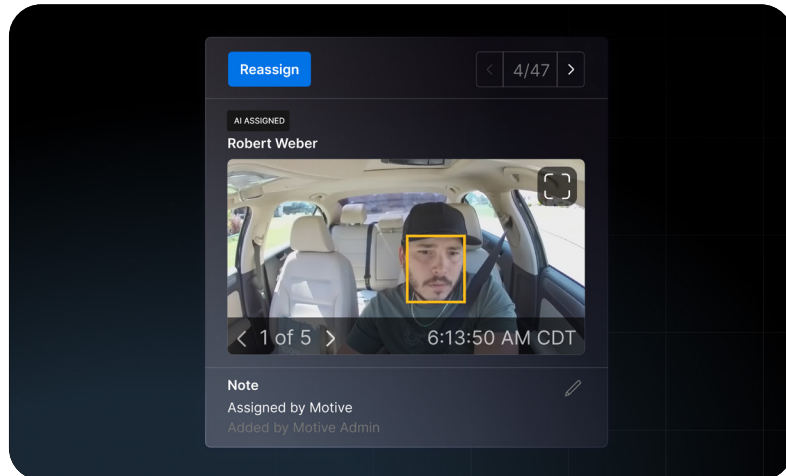 Reassign
4/47
AI ASSIGNED
Robert Weber
1 of 5
6:13:50 AM CDT
Note
Assigned by Motive
Added by Motive Admin